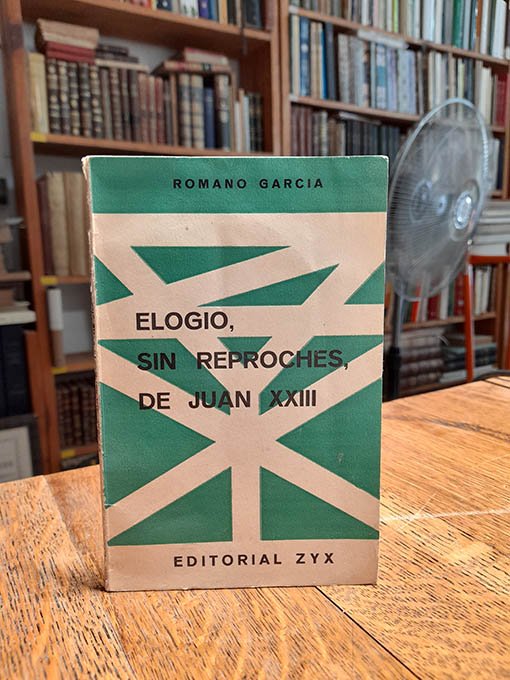 ROMANO GARCIA
ELOGIO,
SIN REPROCHES,
DE JUAN XXIII
EDITORIAL ZYX